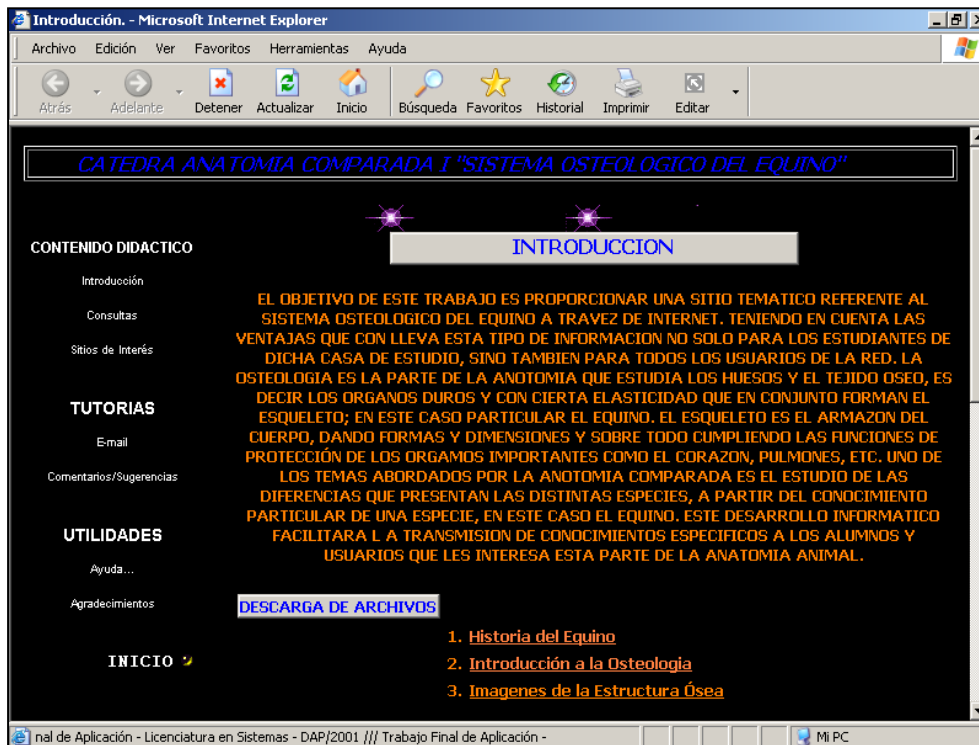 Introducción. - Microsoft Internet Explorer
Archivo Edición Ver Favoritos Herramientas Ayuda
Atrás Adelante Detener Actualizar Inicio Búsqueda Favoritos Historial Imprimir Editar
CATEDRA ANATOMIA COMPARADA I "SISTEMA OSTEOLOGICO DEL EQUINO"
INTRODUCCION
CONTENIDO DIDACTICO
Introducción
Consultas
Sitios de Interés
TUTORIAS
E-mail
Comentarios/Sugerencias
UTILIDADES
Ayuda...
Agradecimientos
INICIO
EL OBJETIVO DE ESTE TRABAJO ES PROPORCIONAR UNA SITIO TEMATICO REFERENTE AL
SISTEMA OSTEOLOGICO DEL EQUINO A TRAVEZ DE INTERNET. TENIENDO EN CUENTA LAS
VENTAJAS QUE CON LLEVA ESTA TIPO DE INFORMACION NO SOLO PARA LOS ESTUDIANTES DE
DICHA CASA DE ESTUDIO, SINO TAMBIEN PARA TODOS LOS USUARIOS DE LA RED. LA
OSTEOLOGIA ES LA PARTE DE LA ANOTOMIA QUE ESTUDIA LOS HUESOS Y EL TEJIDO OSEO, ES
DECIR LOS ORGANOS DUROS Y CON CIERTA ELASTICIDAD QUE EN CONJUNTO FORMAN EL
ESQUELETO; EN ESTE CASO PARTICULAR EL EQUINO. EL ESQUELETO ES EL ARMAZON DEL
CUERPO, DANDO FORMAS Y DIMENSIONES Y SOBRE TODO CUMPLIENDO LAS FUNCIONES DE
PROTECCIÓN DE LOS ORGAMOS IMPORTANTES COMO EL CORAZON, PULMONES, ETC. UNO DE
LOS TEMAS ABORDADOS POR LA ANOTOMIA COMPARADA ES EL ESTUDIO DE LAS
DIFERENCIAS QUE PRESENTAN LAS DISTINTAS ESPECIES, A PARTIR DEL CONOCIMIENTO
PARTICULAR DE UNA ESPECIE, EN ESTE CASO EL EQUINO. ESTE DESARROLLO INFORMATICO
FACILITARA L A TRANSMISION DE CONOCIMIENTOS ESPECIFICOS A LOS ALUMNOS Y
USUARIOS QUE LES INTERESA ESTA PARTE DE LA ANATOMIA ANIMAL.
DESCARGA DE ARCHIVOS
1. Historia del Equino
2. Introducción a la Osteologia
3. Imagenes de la Estructura Ósea
nal de Aplicación - Licenciatura en Sistemas - DAP/2001 /// Trabajo Final de Aplicación -
Mi PC